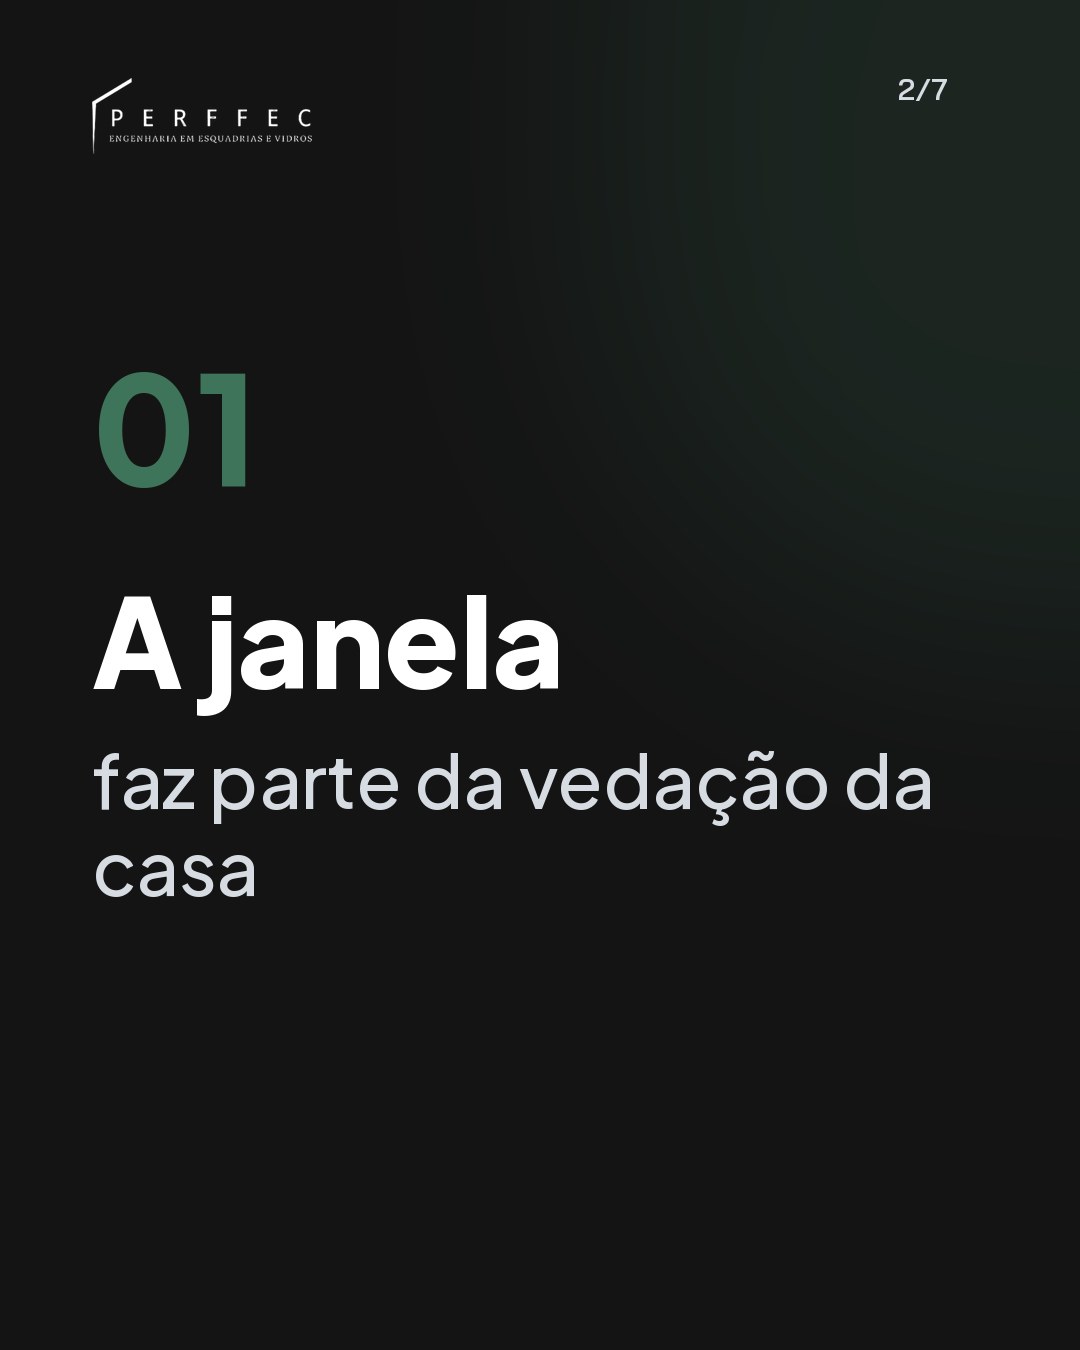 PERFFEC
ENGENHARIA EM ESQUADRIAS E VIDROS
2/7
01
A janela
faz parte da vedação da
casa